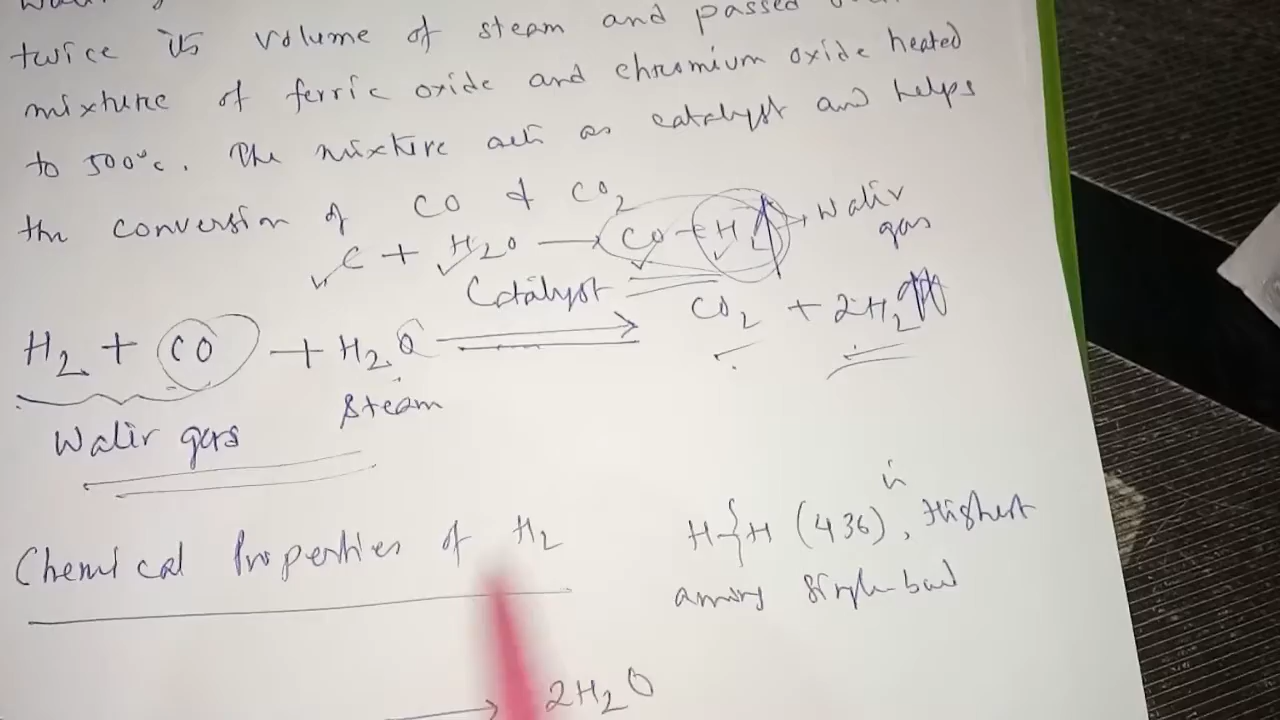 twice its volume of steam and passed over
mixture of ferric oxide and chromium oxide heated
to 500°C. The mixture acts as catalyst and helps
the conversion of CO & CO2
C + H2O → CO + H2↑ → Water gas
H2 + CO + H2O Catalyst → CO2 + 2H2
Steam
Water gas
Chemical Properties of H2
H-H (436), Highest
among single bond
→ 2H2O